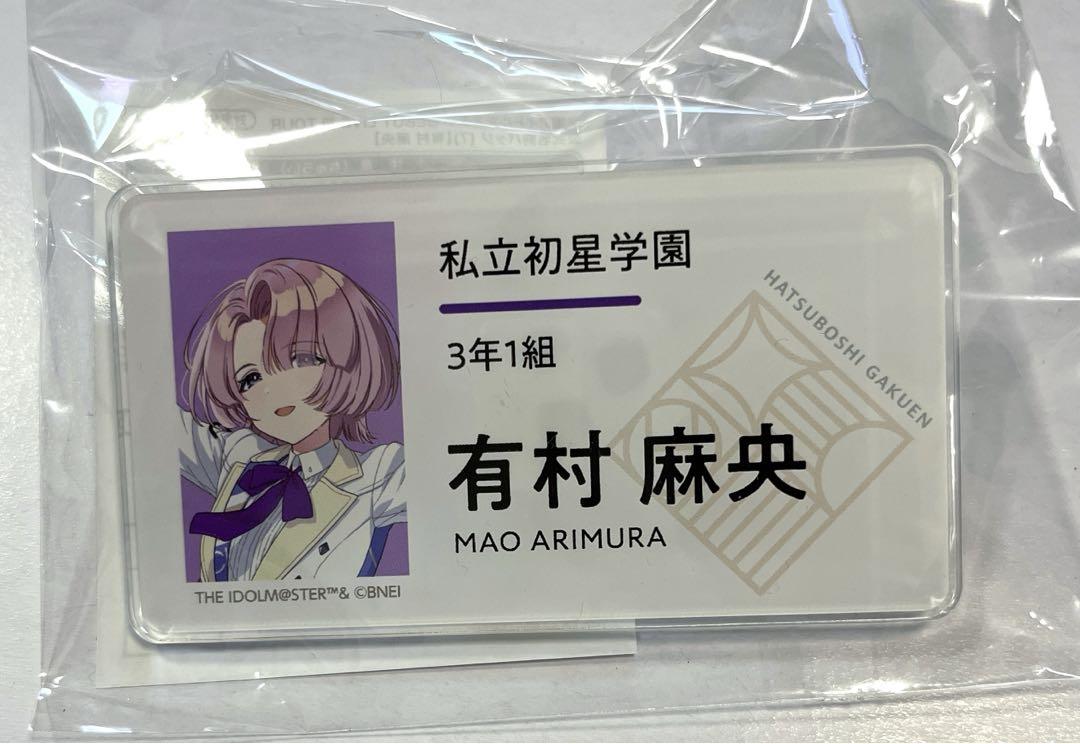 私立初星学園
3年1組
有村 麻央
MAO ARIMURA
HATSUBOSHI GAKUEN
THE IDOLM@STER™& ©BNEI